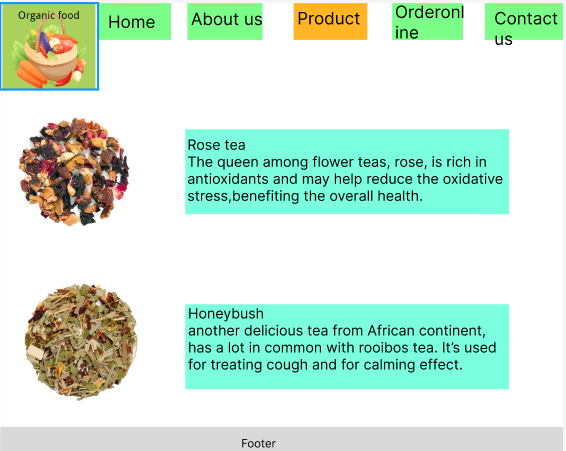 Organic food
Home
About us
Product
Orderonl
ine
Contact
us
Rose tea
The queen among flower teas, rose, is rich in
antioxidants and may help reduce the oxidative
stress,benefiting the overall health.
Honeybush
another delicious tea from African continent,
has a lot in common with rooibos tea. It’s used
for treating cough and for calming effect.
Footer